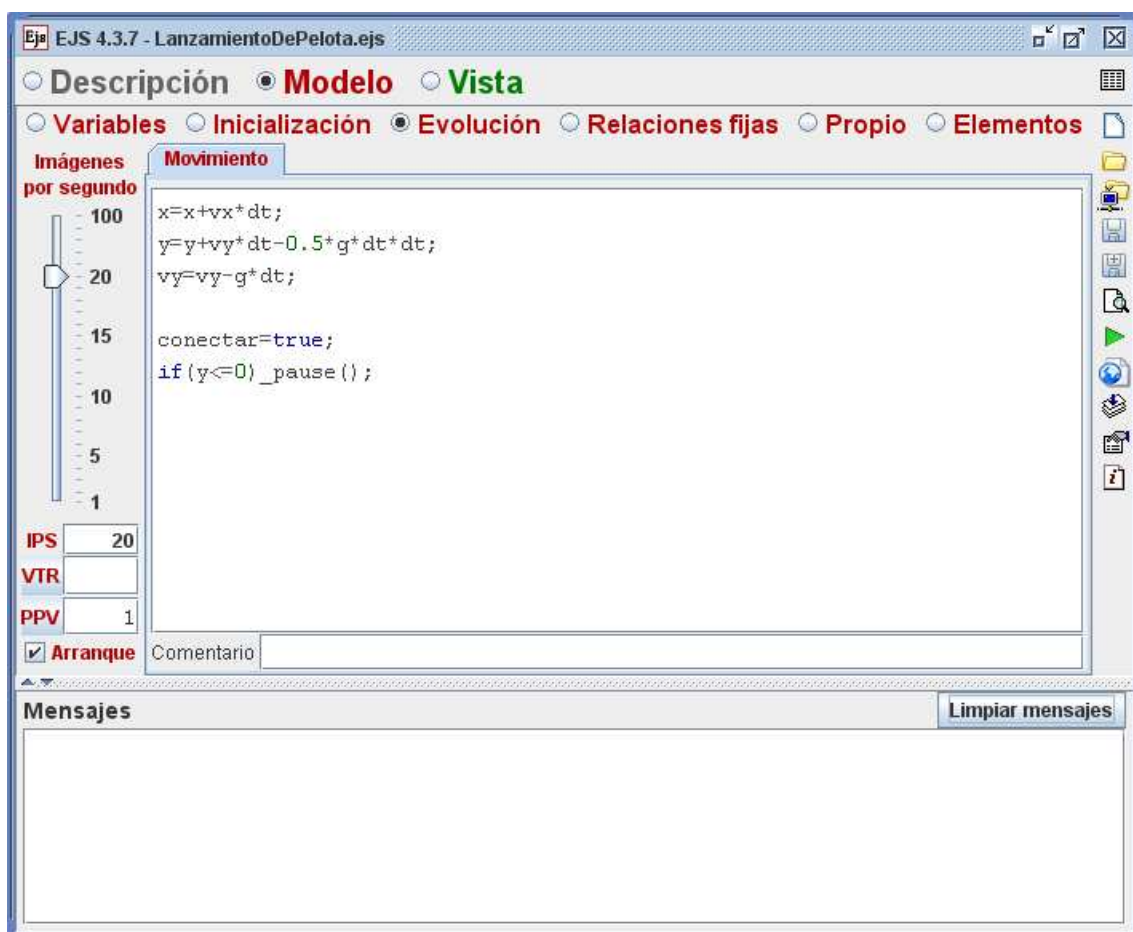 Ejs EJS 4.3.7 - LanzamientoDePelota.ejs
Descripción Modelo Vista
Variables Inicialización Evolución Relaciones fijas Propio Elementos
Imágenes
por segundo
Movimiento
100
20
15
10
5
1
x=x+vx*dt;
y=y+vy*dt-0.5*g*dt*dt;
vy=vy-g*dt;
conectar=true;
if(y<=0)_pause();
IPS 20
VTR
PPV 1
Arranque Comentario
Mensajes Limpiar mensajes